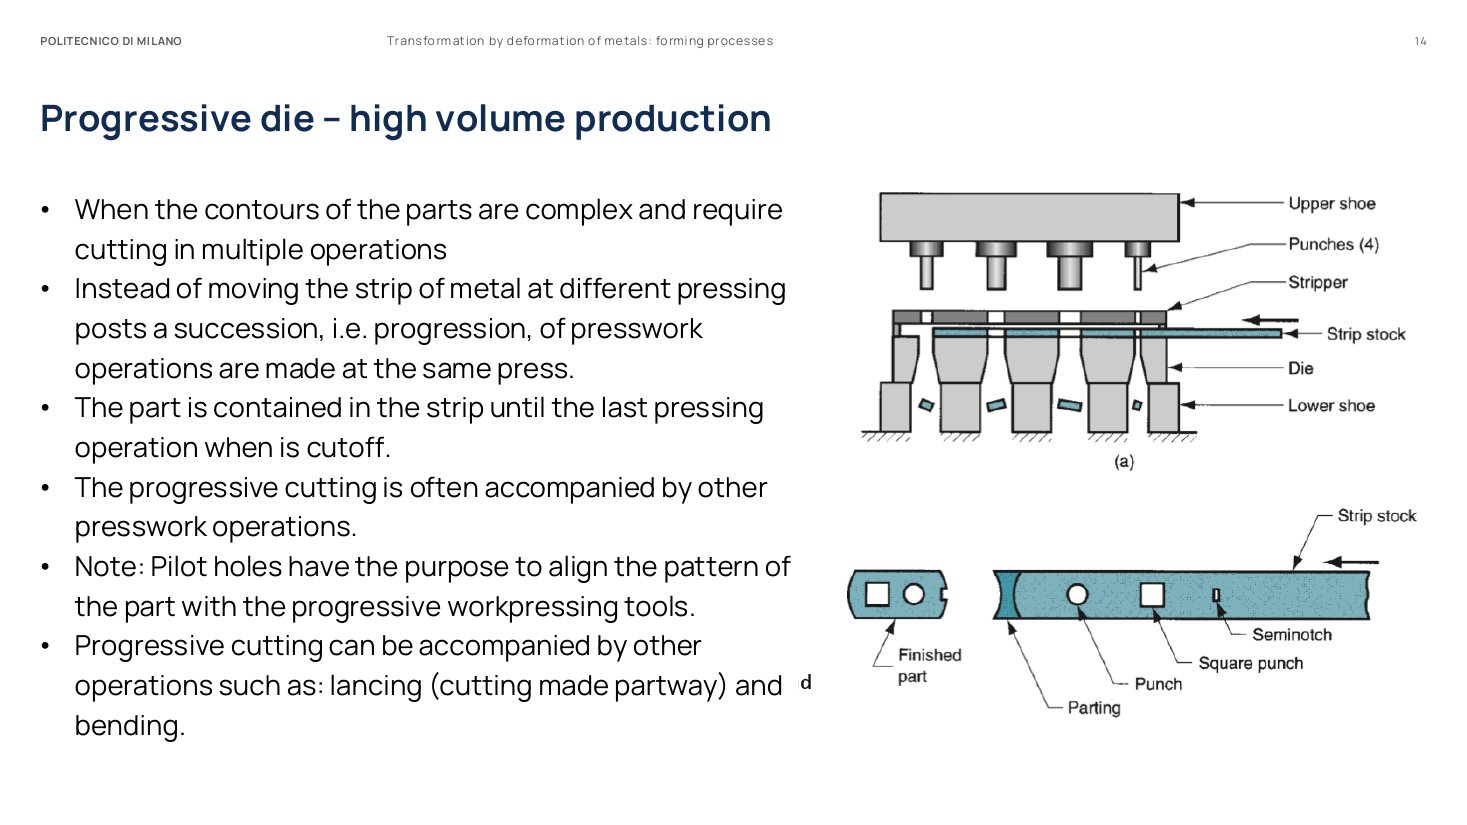 POLITECNICO DI MILANO
Transformation by deformation of metals: forming processes
14
Progressive die – high volume production
• When the contours of the parts are complex and require
cutting in multiple operations
• Instead of moving the strip of metal at different pressing
posts a succession, i.e. progression, of presswork
operations are made at the same press.
• The part is contained in the strip until the last pressing
operation when is cutoff.
• The progressive cutting is often accompanied by other
presswork operations.
• Note: Pilot holes have the purpose to align the pattern of
the part with the progressive workpressing tools.
• Progressive cutting can be accompanied by other
operations such as: lancing (cutting made partway) and
bending.
d
Upper shoe
Punches (4)
Stripper
Strip stock
Die
Lower shoe
(a)
Strip stock
Seminotch
Square punch
Punch
Parting
Finished
part